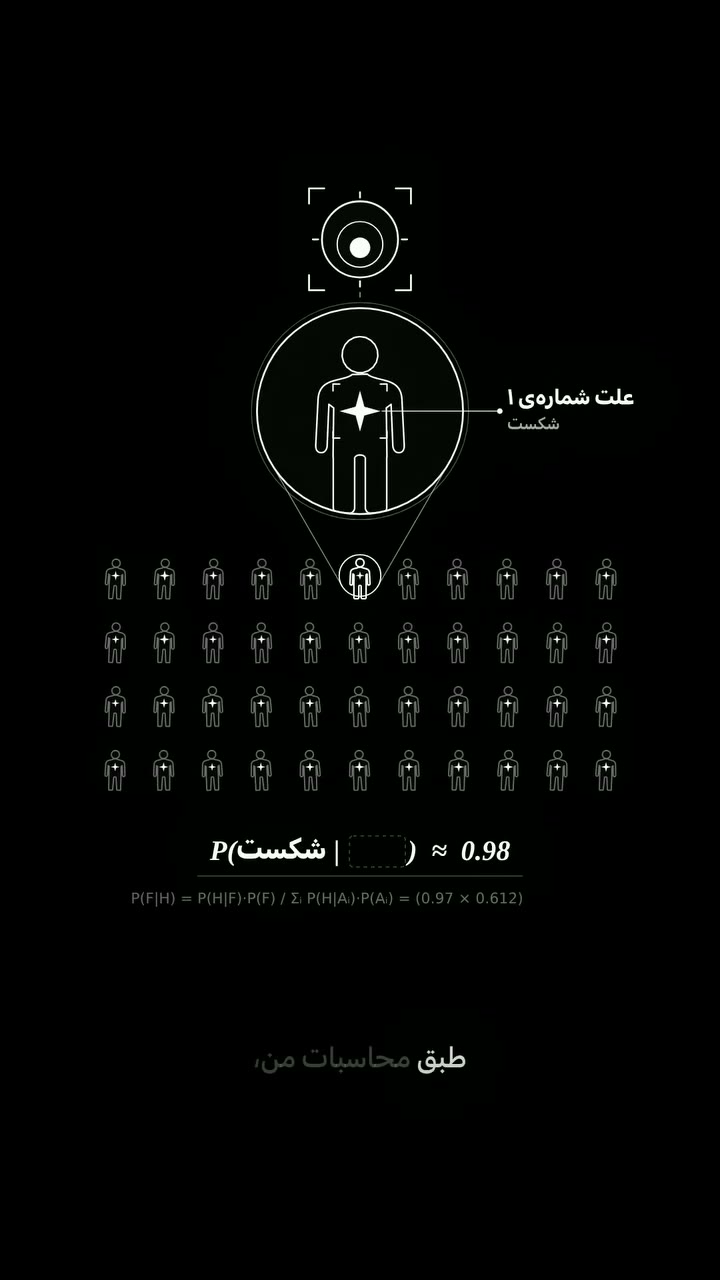 علت شماره‌ی ۱
شکست
P(شکست | ) ≈ 0.98
P(F|H) = P(H|F)·P(F) / Σᵢ P(H|Aᵢ)·P(Aᵢ) = (0.97 × 0.612)
طبق محاسبات من،